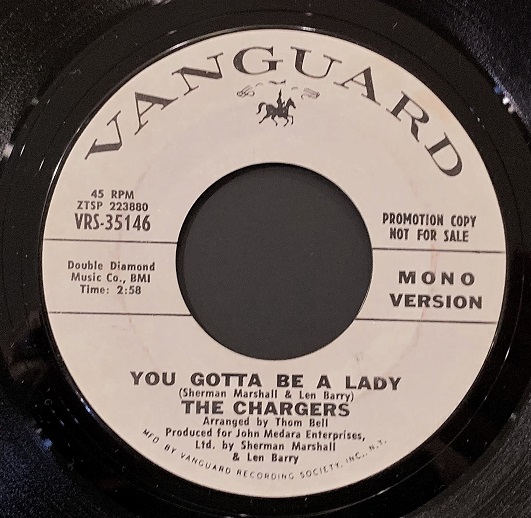 VANGUARD
45 RPM
ZTSP 223880
VRS-35146
PROMOTION COPY
NOT FOR SALE
Double Diamond
Music Co., BMI
Time: 2:58
MONO
VERSION
YOU GOTTA BE A LADY
(Sherman Marshall & Len Barry)
THE CHARGERS
Arranged by Thom Bell
Produced for John Medara Enterprises,
Ltd. by Sherman Marshall
& Len Barry
MFD BY VANGUARD RECORDING SOCIETY, INC., N.Y.